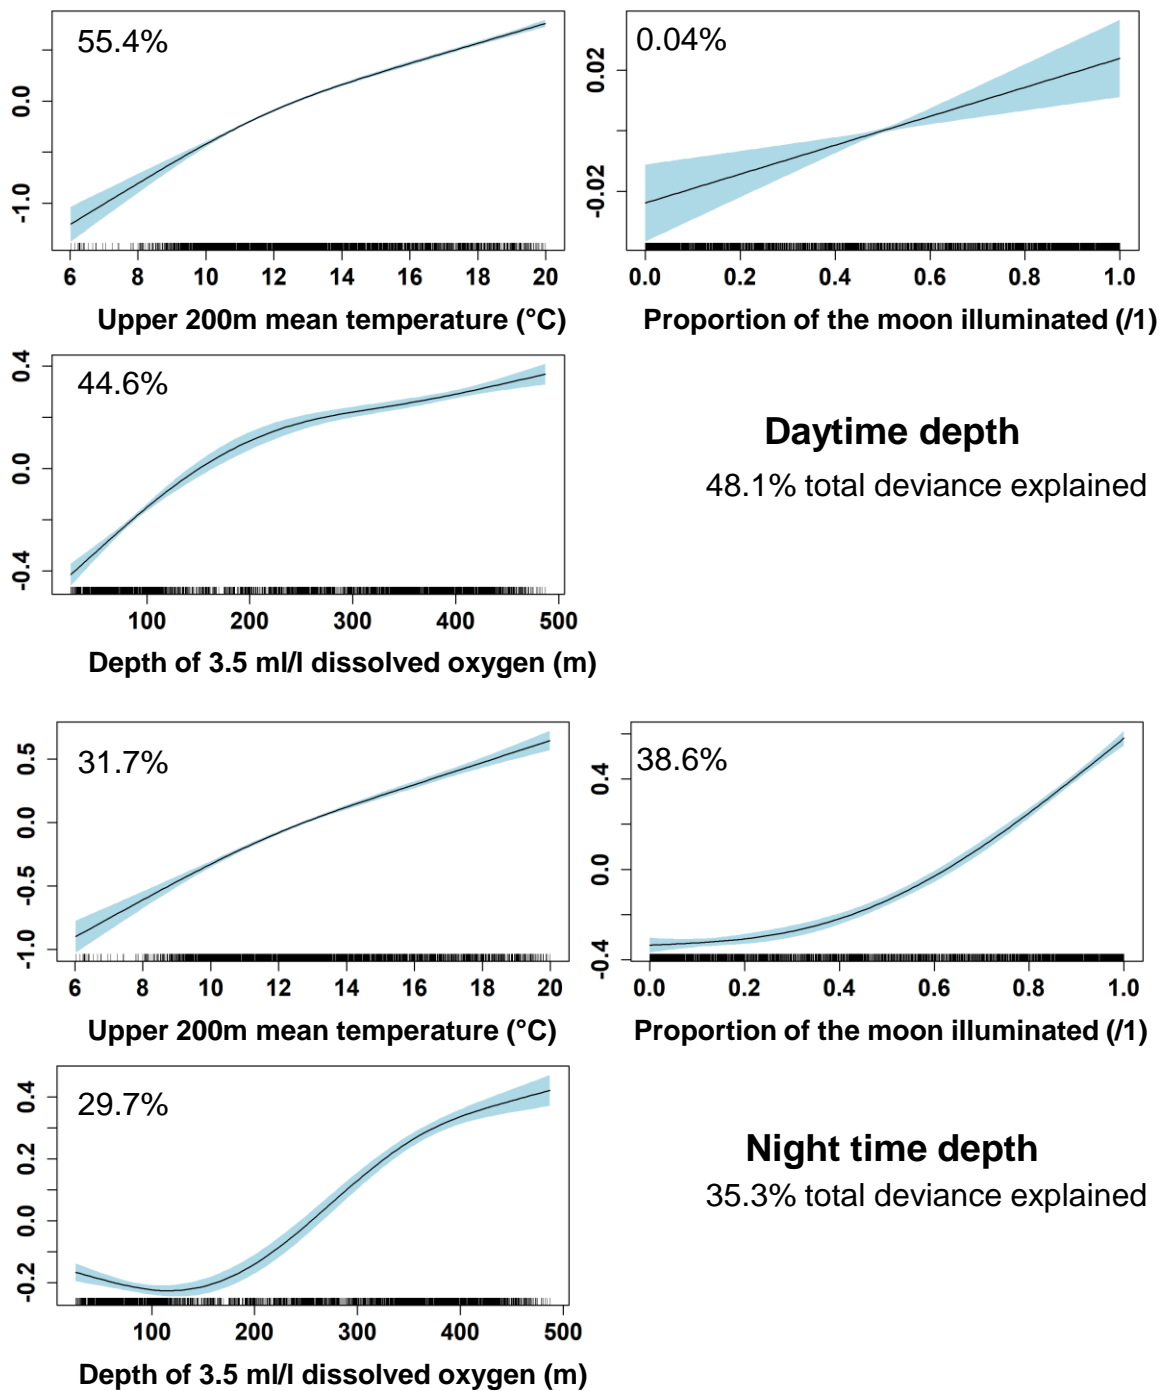 55.4%
0.0
-1.0
6 8 10 12 14 16 18 20
Upper 200m mean temperature (°C)
0.04%
0.02
-0.02
0.0 0.2 0.4 0.6 0.8 1.0
Proportion of the moon illuminated (/1)
44.6%
0.4
0.0
-0.4
100 200 300 400 500
Depth of 3.5 ml/l dissolved oxygen (m)
Daytime depth
48.1% total deviance explained
31.7%
0.5
0.0
-0.5
-1.0
6 8 10 12 14 16 18 20
Upper 200m mean temperature (°C)
38.6%
0.4
0.0
-0.4
0.0 0.2 0.4 0.6 0.8 1.0
Proportion of the moon illuminated (/1)
29.7%
0.4
0.2
0.0
-0.2
100 200 300 400 500
Depth of 3.5 ml/l dissolved oxygen (m)
Night time depth
35.3% total deviance explained